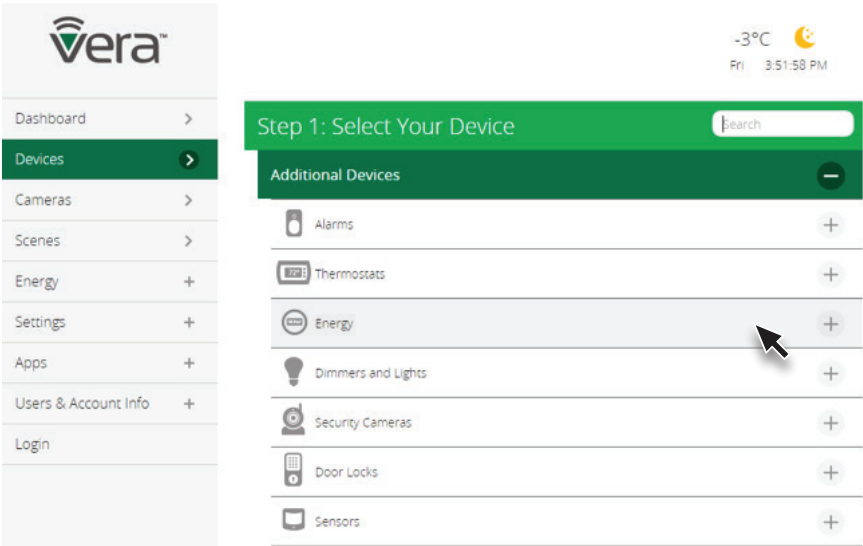 vera™
-3°C
Fri 3:51:58 PM
Dashboard
Devices
Cameras
Scenes
Energy
Settings
Apps
Users & Account Info
Login
Step 1: Select Your Device
Search
Additional Devices
Alarms
Thermostats
Energy
Dimmers and Lights
Security Cameras
Door Locks
Sensors